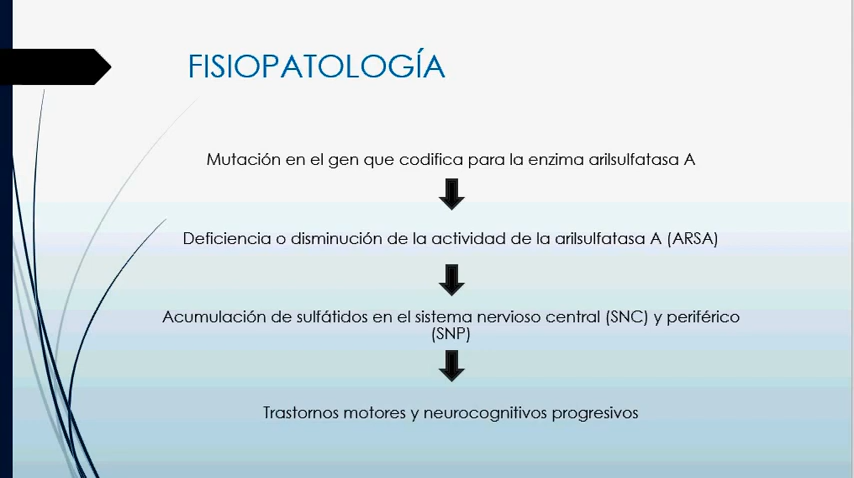 FISIOPATOLOGÍA
Mutación en el gen que codifica para la enzima arilsulfatasa A
Deficiencia o disminución de la actividad de la arilsulfatasa A (ARSA)
Acumulación de sulfátidos en el sistema nervioso central (SNC) y periférico
(SNP)
Trastornos motores y neurocognitivos progresivos